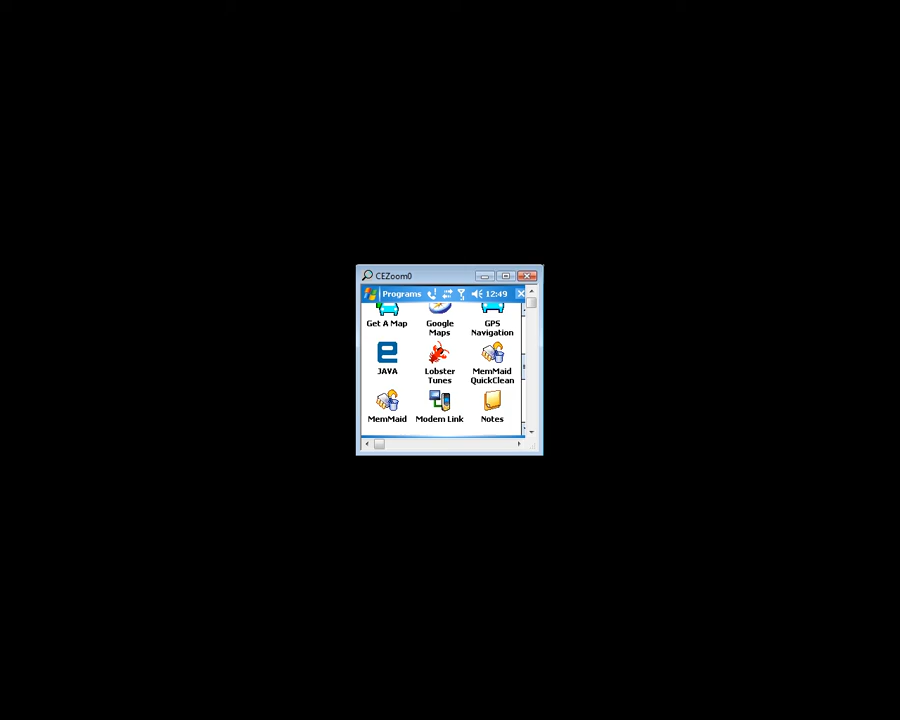 CEZoom0
Programs 12:49
Get A Map
Google
Maps
GPS
Navigation
JAVA
Lobster
Tunes
MemMaid
QuickClean
MemMaid
Modem Link
Notes